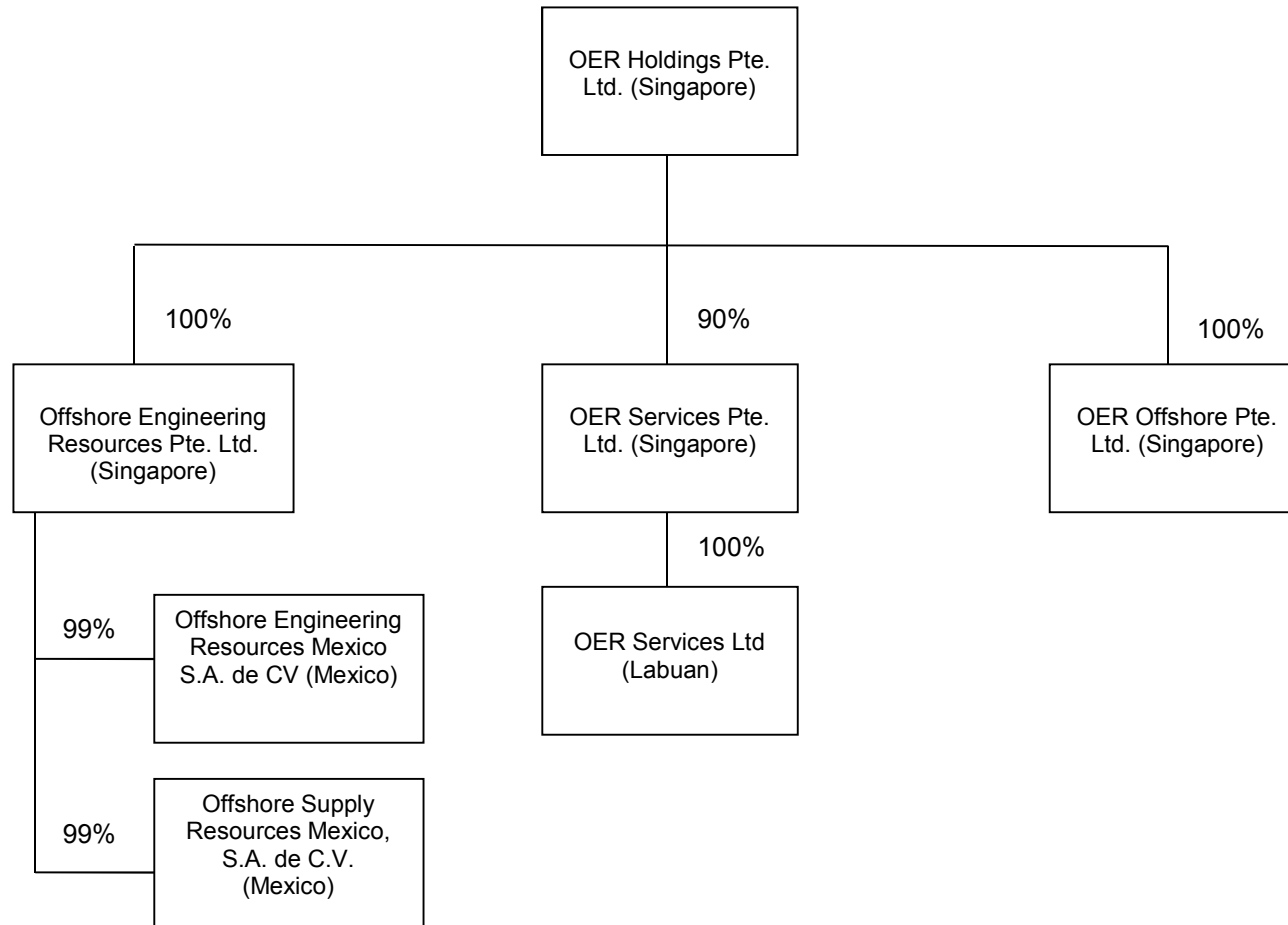 OER Holdings Pte.
Ltd. (Singapore)
100%
90%
100%
Offshore Engineering
Resources Pte. Ltd.
(Singapore)
OER Services Pte.
Ltd. (Singapore)
OER Offshore Pte.
Ltd. (Singapore)
100%
99%
Offshore Engineering
Resources Mexico
S.A. de CV (Mexico)
OER Services Ltd
(Labuan)
99%
Offshore Supply
Resources Mexico,
S.A. de C.V.
(Mexico)